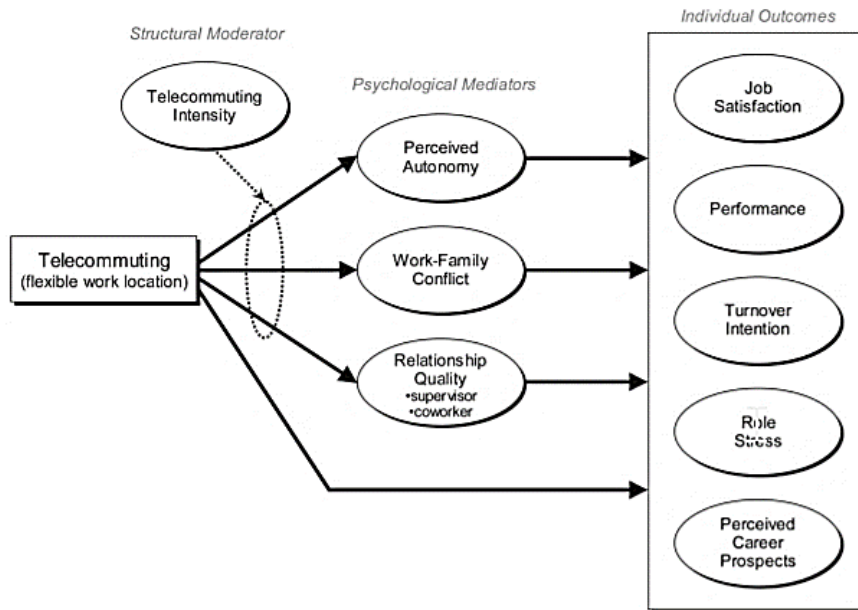 Individual Outcomes
Structural Moderator
Telecommuting
Intensity
Psychological Mediators
Job
Satisfaction
Perceived
Autonomy
Performance
Telecommuting
(flexible work location)
Work-Family
Conflict
Turnover
Intention
Relationship
Quality
•supervisor
•coworker
Role
Stress
Perceived
Career
Prospects